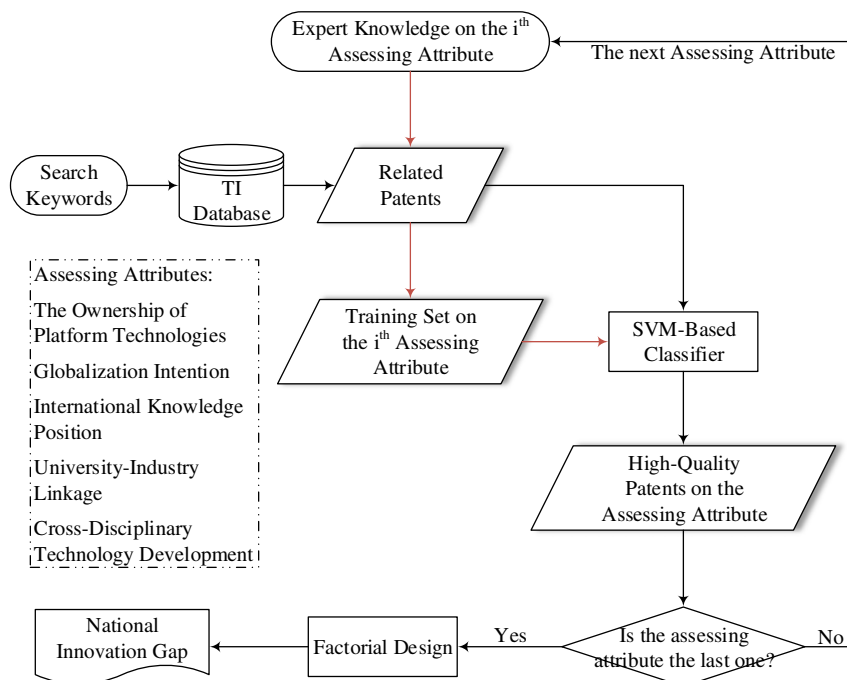 Expert Knowledge on the i^th
Assessing Attribute
The next Assessing Attribute
Search
Keywords
TI
Database
Related
Patents
Assessing Attributes:
The Ownership of
Platform Technologies
Globalization Intention
International Knowledge
Position
University-Industry
Linkage
Cross-Disciplinary
Technology Development
Training Set on
the i^th Assessing
Attribute
SVM-Based
Classifier
High-Quality
Patents on the
Assessing Attribute
Is the assessing
attribute the last one?
No
Yes
Factorial Design
National
Innovation Gap